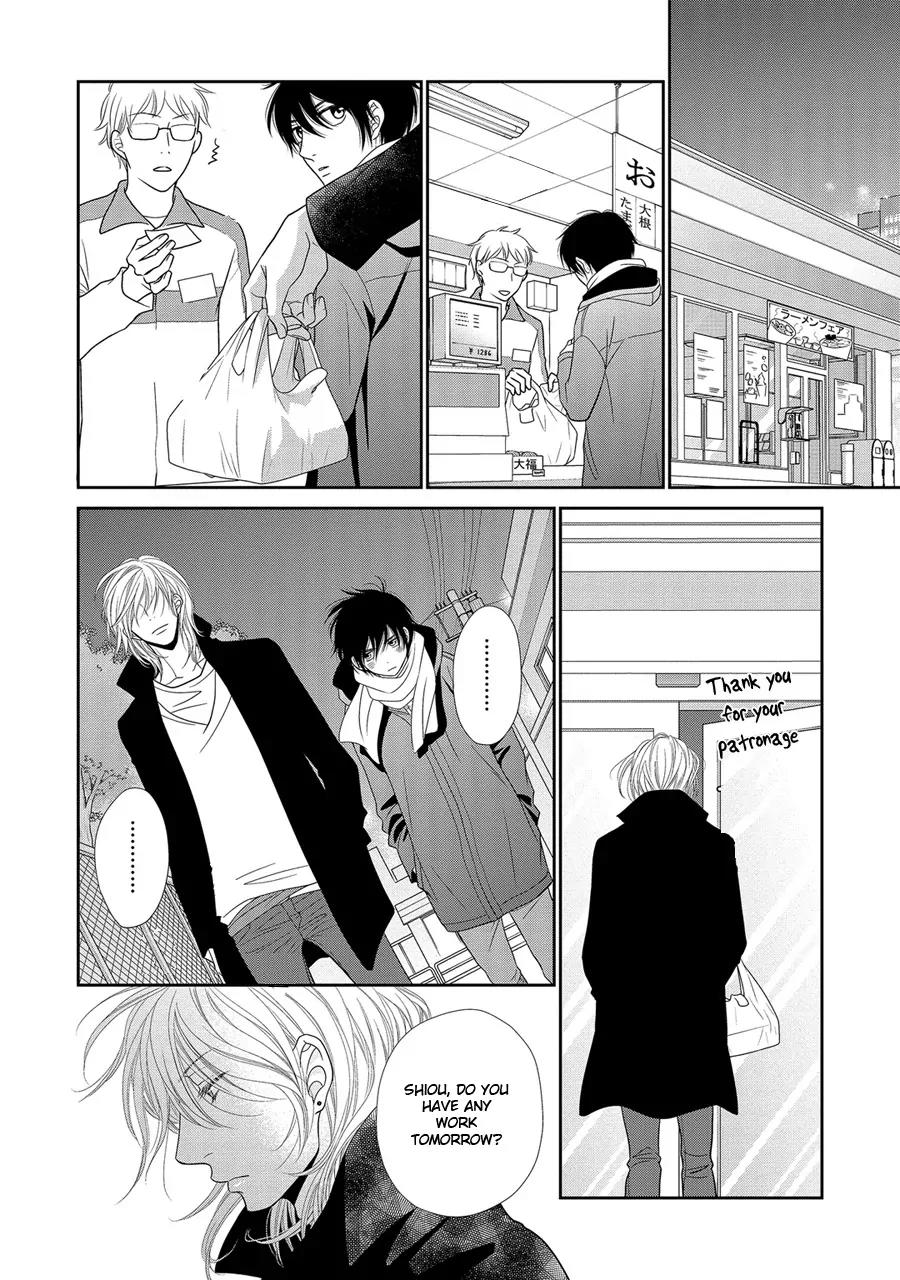 ラーメンフェア
お
大根
たま
¥ 1286
大福
Thank you
for your
patronage
………
………
SHIOU, DO YOU
HAVE ANY
WORK
TOMORROW?